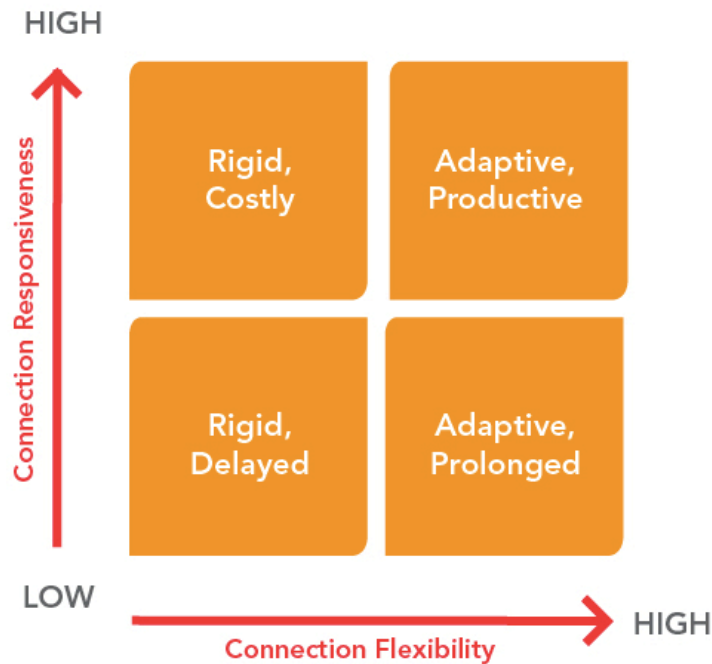 HIGH
Connection Responsiveness
Rigid,
Costly
Adaptive,
Productive
Rigid,
Delayed
Adaptive,
Prolonged
LOW
HIGH
Connection Flexibility